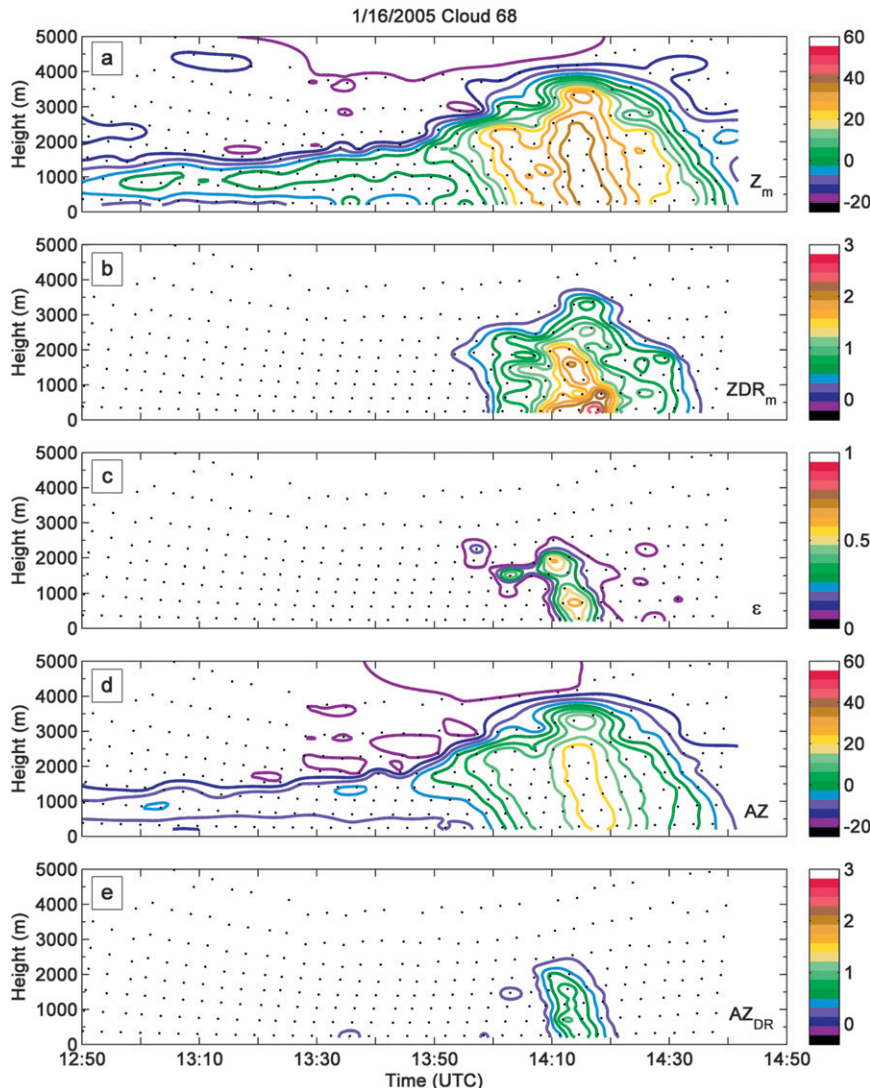 1/16/2005 Cloud 68
a
Height (m)
5000
4000
3000
2000
1000
0
Z_m
60
40
20
0
-20
b
Height (m)
5000
4000
3000
2000
1000
0
ZDR_m
3
2
1
0
c
Height (m)
5000
4000
3000
2000
1000
0
ε
1
0.5
0
d
Height (m)
5000
4000
3000
2000
1000
0
AZ
60
40
20
0
-20
e
Height (m)
5000
4000
3000
2000
1000
0
AZ_DR
3
2
1
0
12:50 13:10 13:30 13:50 14:10 14:30 14:50
Time (UTC)